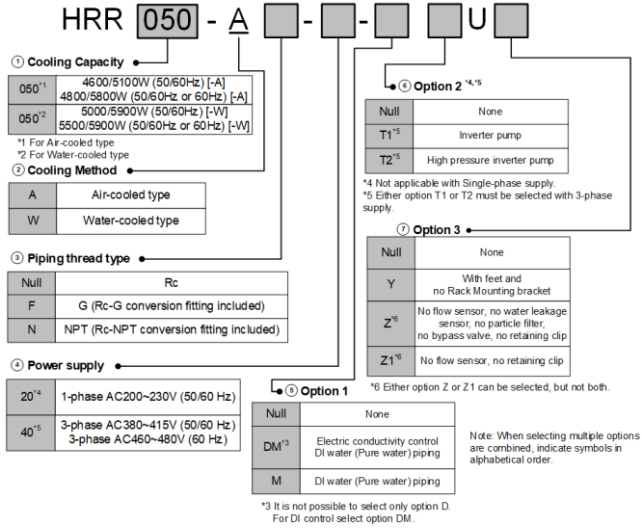 HRR 050 - A - - U
① Cooling Capacity
050*1 4600/5100W (50/60Hz) [-A]
4800/5800W (50/60Hz or 60Hz) [-A]
050*2 5000/5900W (50/60Hz) [-W]
5500/5900W (50/60Hz or 60Hz) [-W]
*1 For Air-cooled type
*2 For Water-cooled type
② Cooling Method
A Air-cooled type
W Water-cooled type
③ Piping thread type
Null Rc
F G (Rc-G conversion fitting included)
N NPT (Rc-NPT conversion fitting included)
④ Power supply
20*4 1-phase AC200~230V (50/60 Hz)
40*5 3-phase AC380~415V (50/60 Hz)
3-phase AC460~480V (60 Hz)
⑤ Option 1
Null None
DM*3 Electric conductivity control
DI water (Pure water) piping
M DI water (Pure water) piping
*3 It is not possible to select only option D.
For DI control select option DM.
⑥ Option 2 *4,*5
Null None
T1*5 Inverter pump
T2*5 High pressure inverter pump
*4 Not applicable with Single-phase supply.
*5 Either option T1 or T2 must be selected with 3-phase
supply.
⑦ Option 3
Null None
Y With feet and
no Rack Mounting bracket
Z*6 No flow sensor, no water leakage
sensor, no particle filter,
no bypass valve, no retaining clip
Z1*6 No flow sensor, no retaining clip
*6 Either option Z or Z1 can be selected, but not both.
Note: When selecting multiple options
are combined, indicate symbols in
alphabetical order.